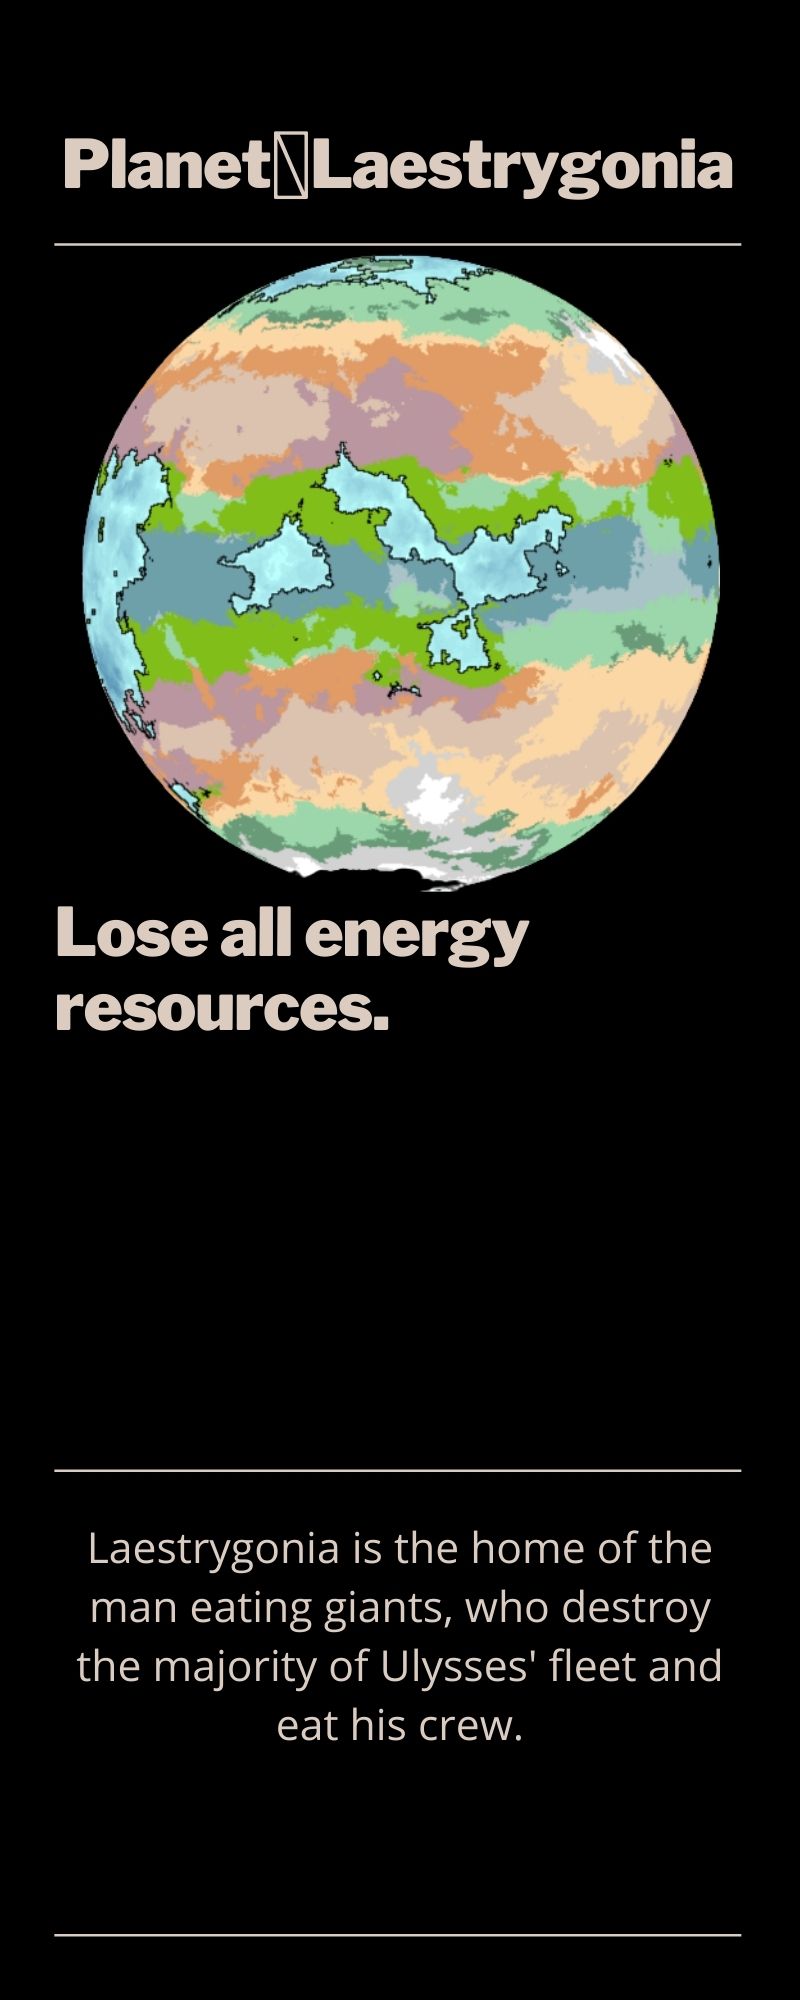 Planet Laestrygonia
Lose all energy
resources.
Laestrygonia is the home of the
man eating giants, who destroy
the majority of Ulysses' fleet and
eat his crew.